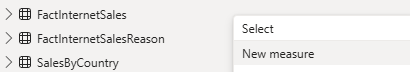 FactInternetSales
FactInternetSalesReason
SalesByCountry
Select
New measure